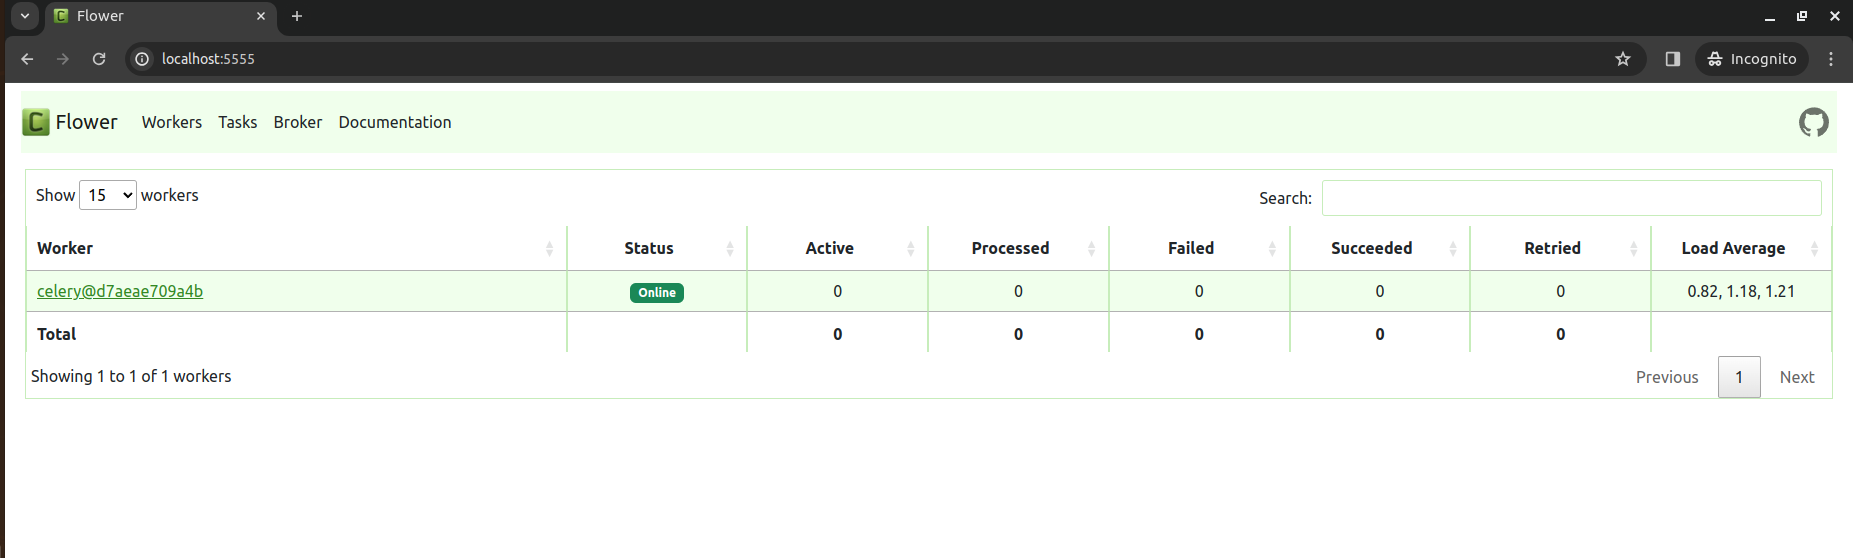 Flower
localhost:5555
Incognito
Flower Workers Tasks Broker Documentation
Show 15 workers Search:
Worker Status Active Processed Failed Succeeded Retried Load Average
celery@d7aeae709a4b Online 0 0 0 0 0 0.82, 1.18, 1.21
Total 0 0 0 0 0
Showing 1 to 1 of 1 workers Previous 1 Next